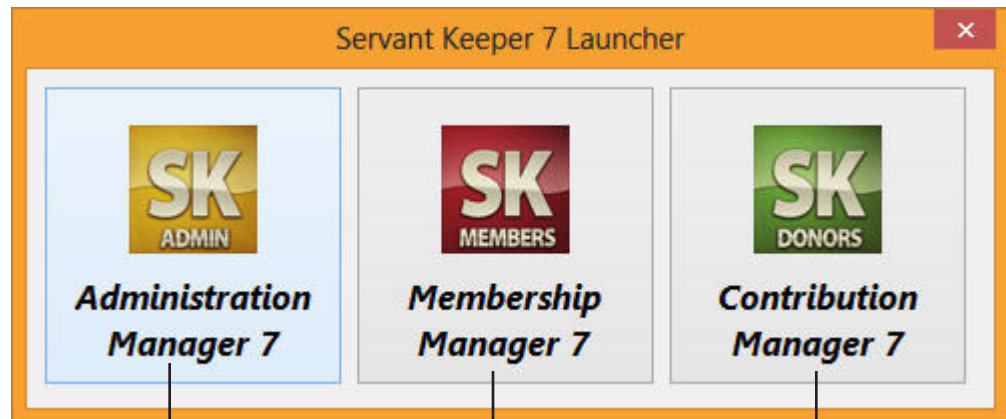 Servant Keeper 7 Launcher
SK
ADMIN
Administration
Manager 7
SK
MEMBERS
Membership
Manager 7
SK
DONORS
Contribution
Manager 7